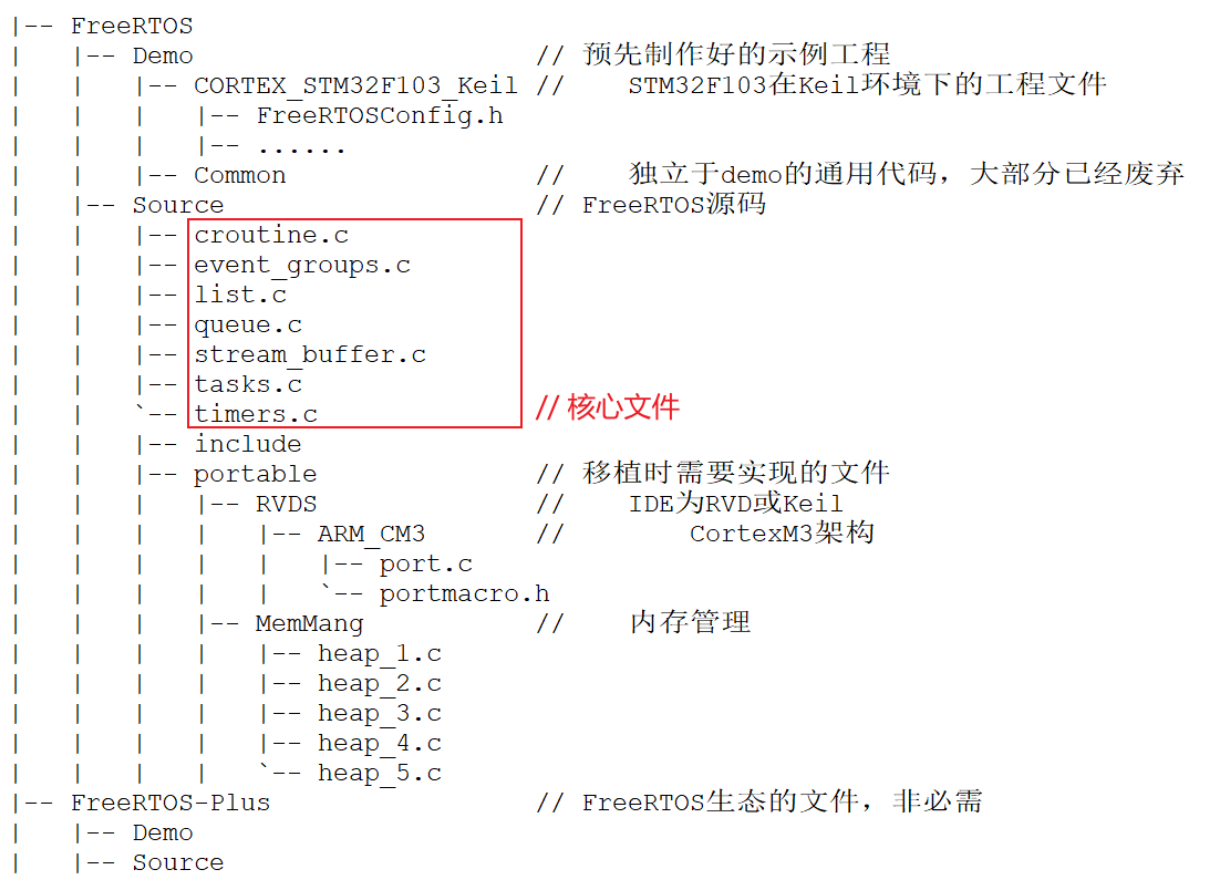 |-- FreeRTOS
|   |-- Demo                      // 预先制作好的示例工程
|   |   |-- CORTEX_STM32F103_Keil //    STM32F103在Keil环境下的工程文件
|   |   |   |-- FreeRTOSConfig.h
|   |   |   |-- ......
|   |   |-- Common                //    独立于demo的通用代码，大部分已经废弃
|   |-- Source                    // FreeRTOS源码
|   |   |-- croutine.c
|   |   |-- event_groups.c
|   |   |-- list.c
|   |   |-- queue.c
|   |   |-- stream_buffer.c
|   |   |-- tasks.c
|   |   `-- timers.c              // 核心文件
|   |   |-- include
|   |   |-- portable              // 移植时需要实现的文件
|   |   |   |-- RVDS              //    IDE为RVD或Keil
|   |   |   |   |-- ARM_CM3       //        CortexM3架构
|   |   |   |   |   |-- port.c
|   |   |   |   |   `-- portmacro.h
|   |   |   |-- MemMang           //    内存管理
|   |   |   |   |-- heap_1.c
|   |   |   |   |-- heap_2.c
|   |   |   |   |-- heap_3.c
|   |   |   |   |-- heap_4.c
|   |   |   |   `-- heap_5.c
|-- FreeRTOS-Plus                 // FreeRTOS生态的文件，非必需
|   |-- Demo
|   |-- Source